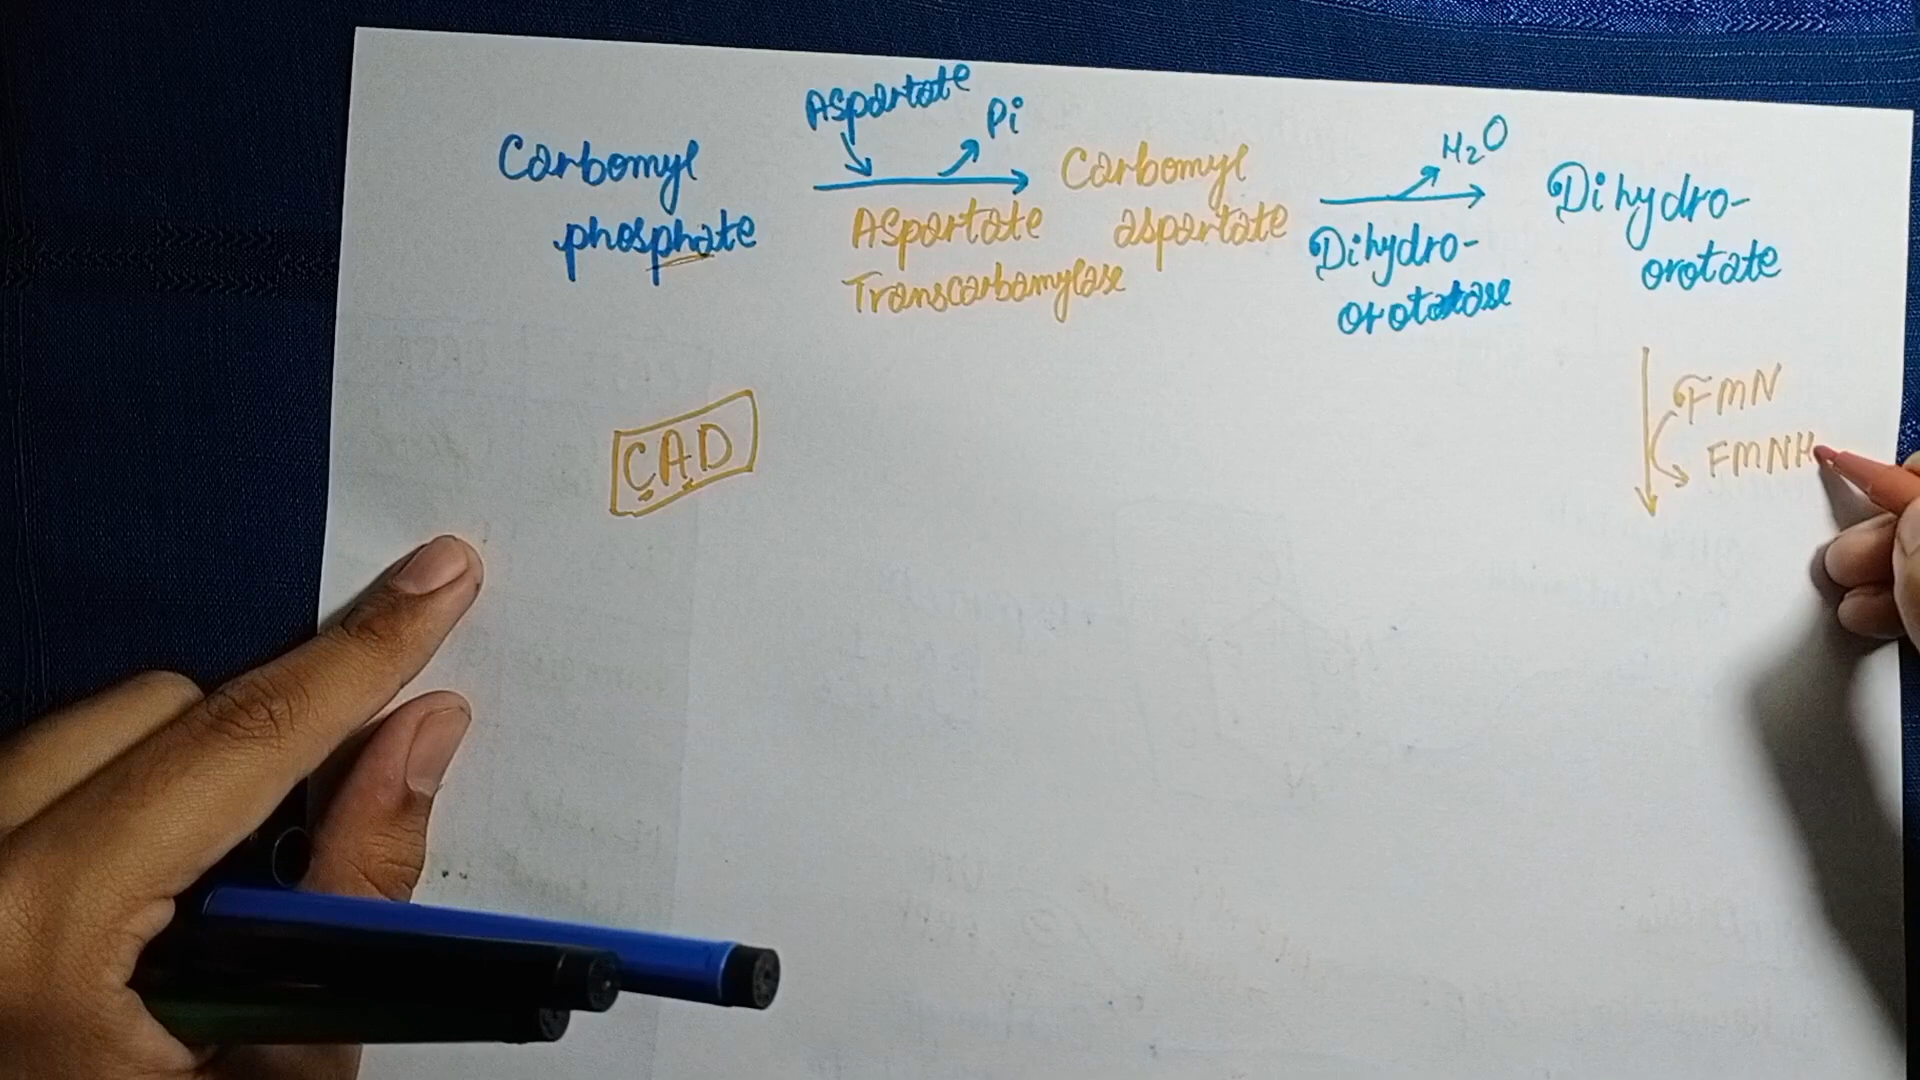 Aspartate
Pi
Carbomyl
phosphate
Aspartate
Transcarbamylase
Carbomyl
aspartate
H2O
Dihydro-
orotatase
Dihydro-
orotate
FMN
FMNH
CAD